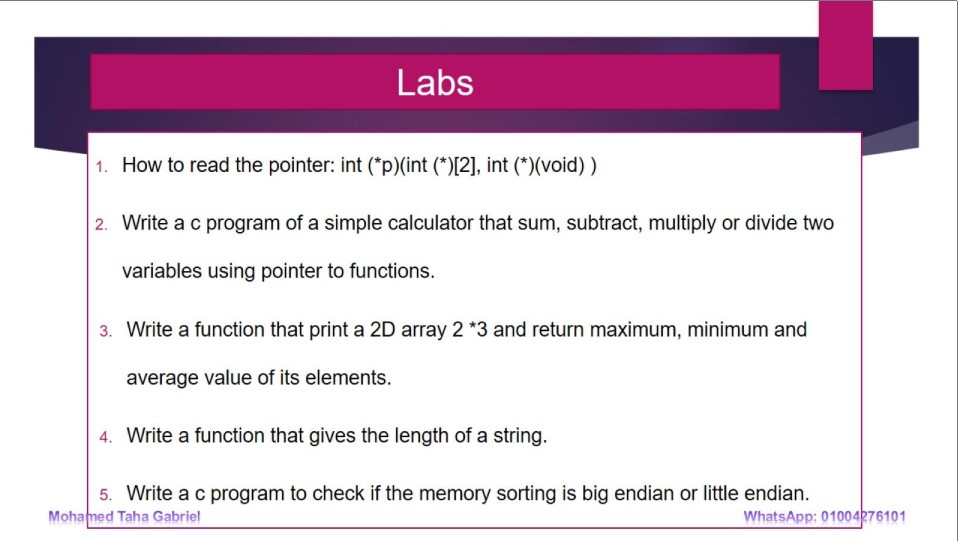 Labs
1. How to read the pointer: int (*p)(int (*)[2], int (*)(void) )
2. Write a c program of a simple calculator that sum, subtract, multiply or divide two
variables using pointer to functions.
3. Write a function that print a 2D array 2 *3 and return maximum, minimum and
average value of its elements.
4. Write a function that gives the length of a string.
5. Write a c program to check if the memory sorting is big endian or little endian.
Mohamed Taha Gabriel
WhatsApp: 01004276101